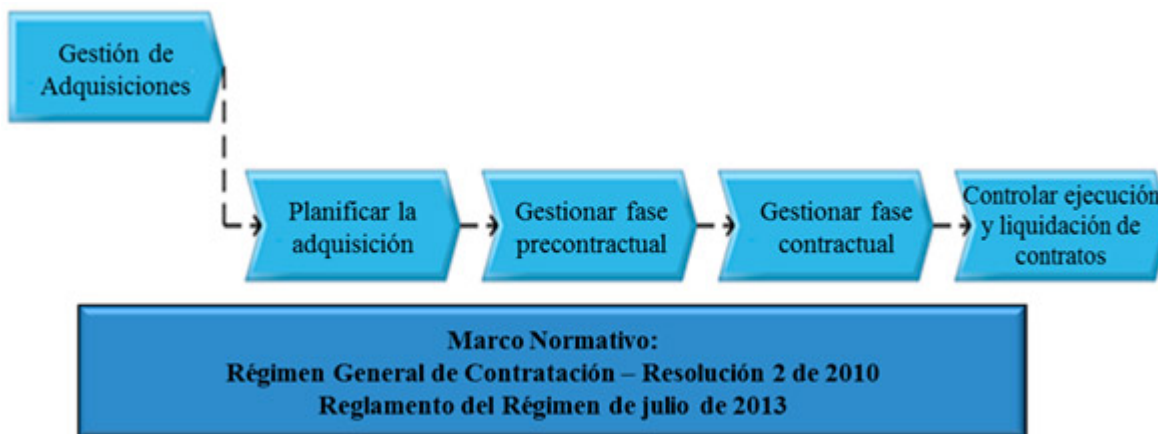 Gestión de
Adquisiciones
Planificar la
adquisición
Gestionar fase
precontractual
Gestionar fase
contractual
Controlar ejecución
y liquidación de
contratos
Marco Normativo:
Régimen General de Contratación – Resolución 2 de 2010
Reglamento del Régimen de julio de 2013